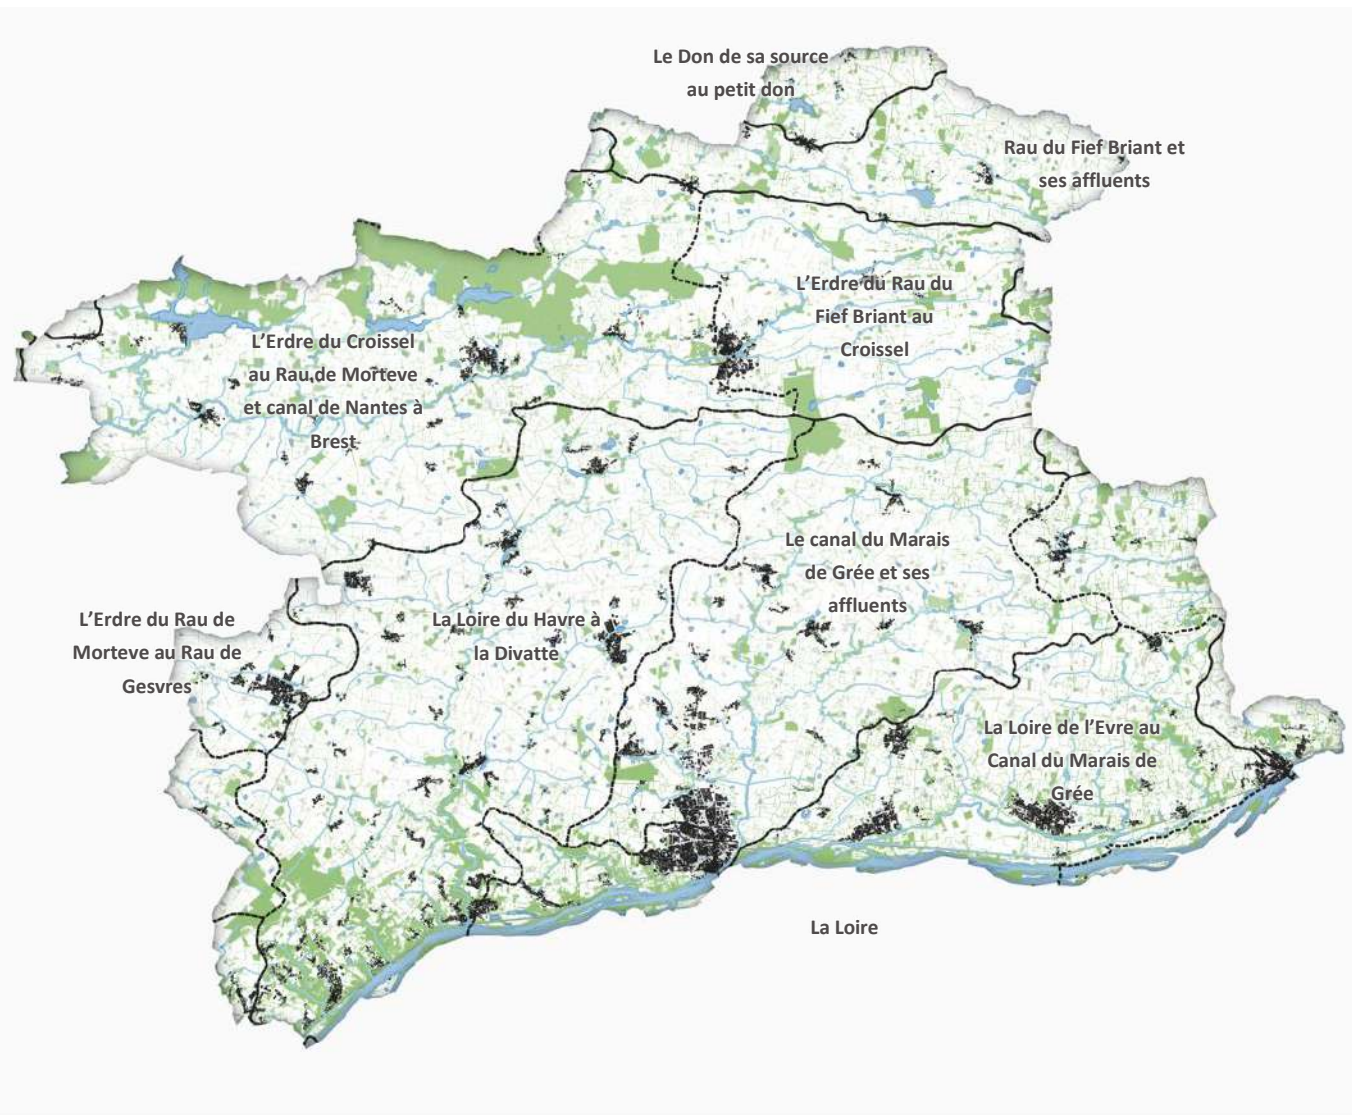 Le Don de sa source
au petit don
Rau du Fief Briant et
ses affluents
L'Erdre du Rau du
Fief Briant au
Croissel
L'Erdre du Croissel
au Rau de Morteve
et canal de Nantes à
Brest
Le canal du Marais
de Grée et ses
affluents
L'Erdre du Rau de
Morteve au Rau de
Gesvres
La Loire du Havre à
la Divatte
La Loire de l'Evre au
Canal du Marais de
Grée
La Loire